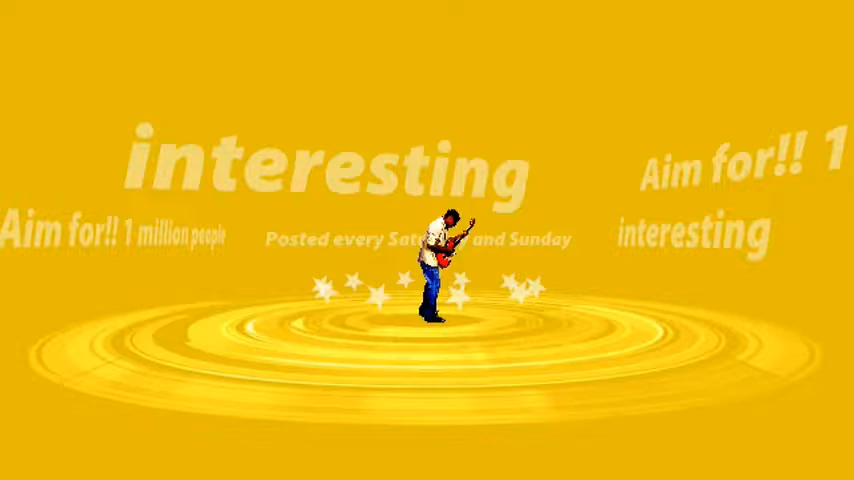 interesting
Aim for!! 1
Aim for!! 1 million people
Posted every Sat and Sunday
interesting